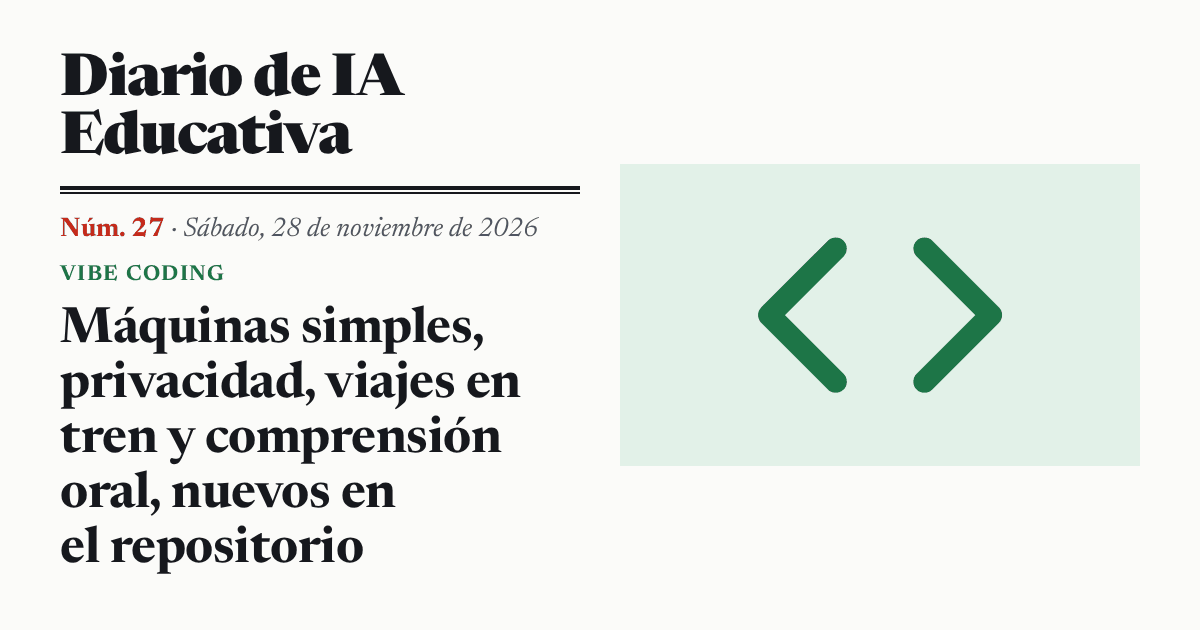 Diario de IA
Educativa
Núm. 27 · Sábado, 28 de noviembre de 2026
VIBE CODING
Máquinas simples,
privacidad, viajes en
tren y comprensión
oral, nuevos en
el repositorio